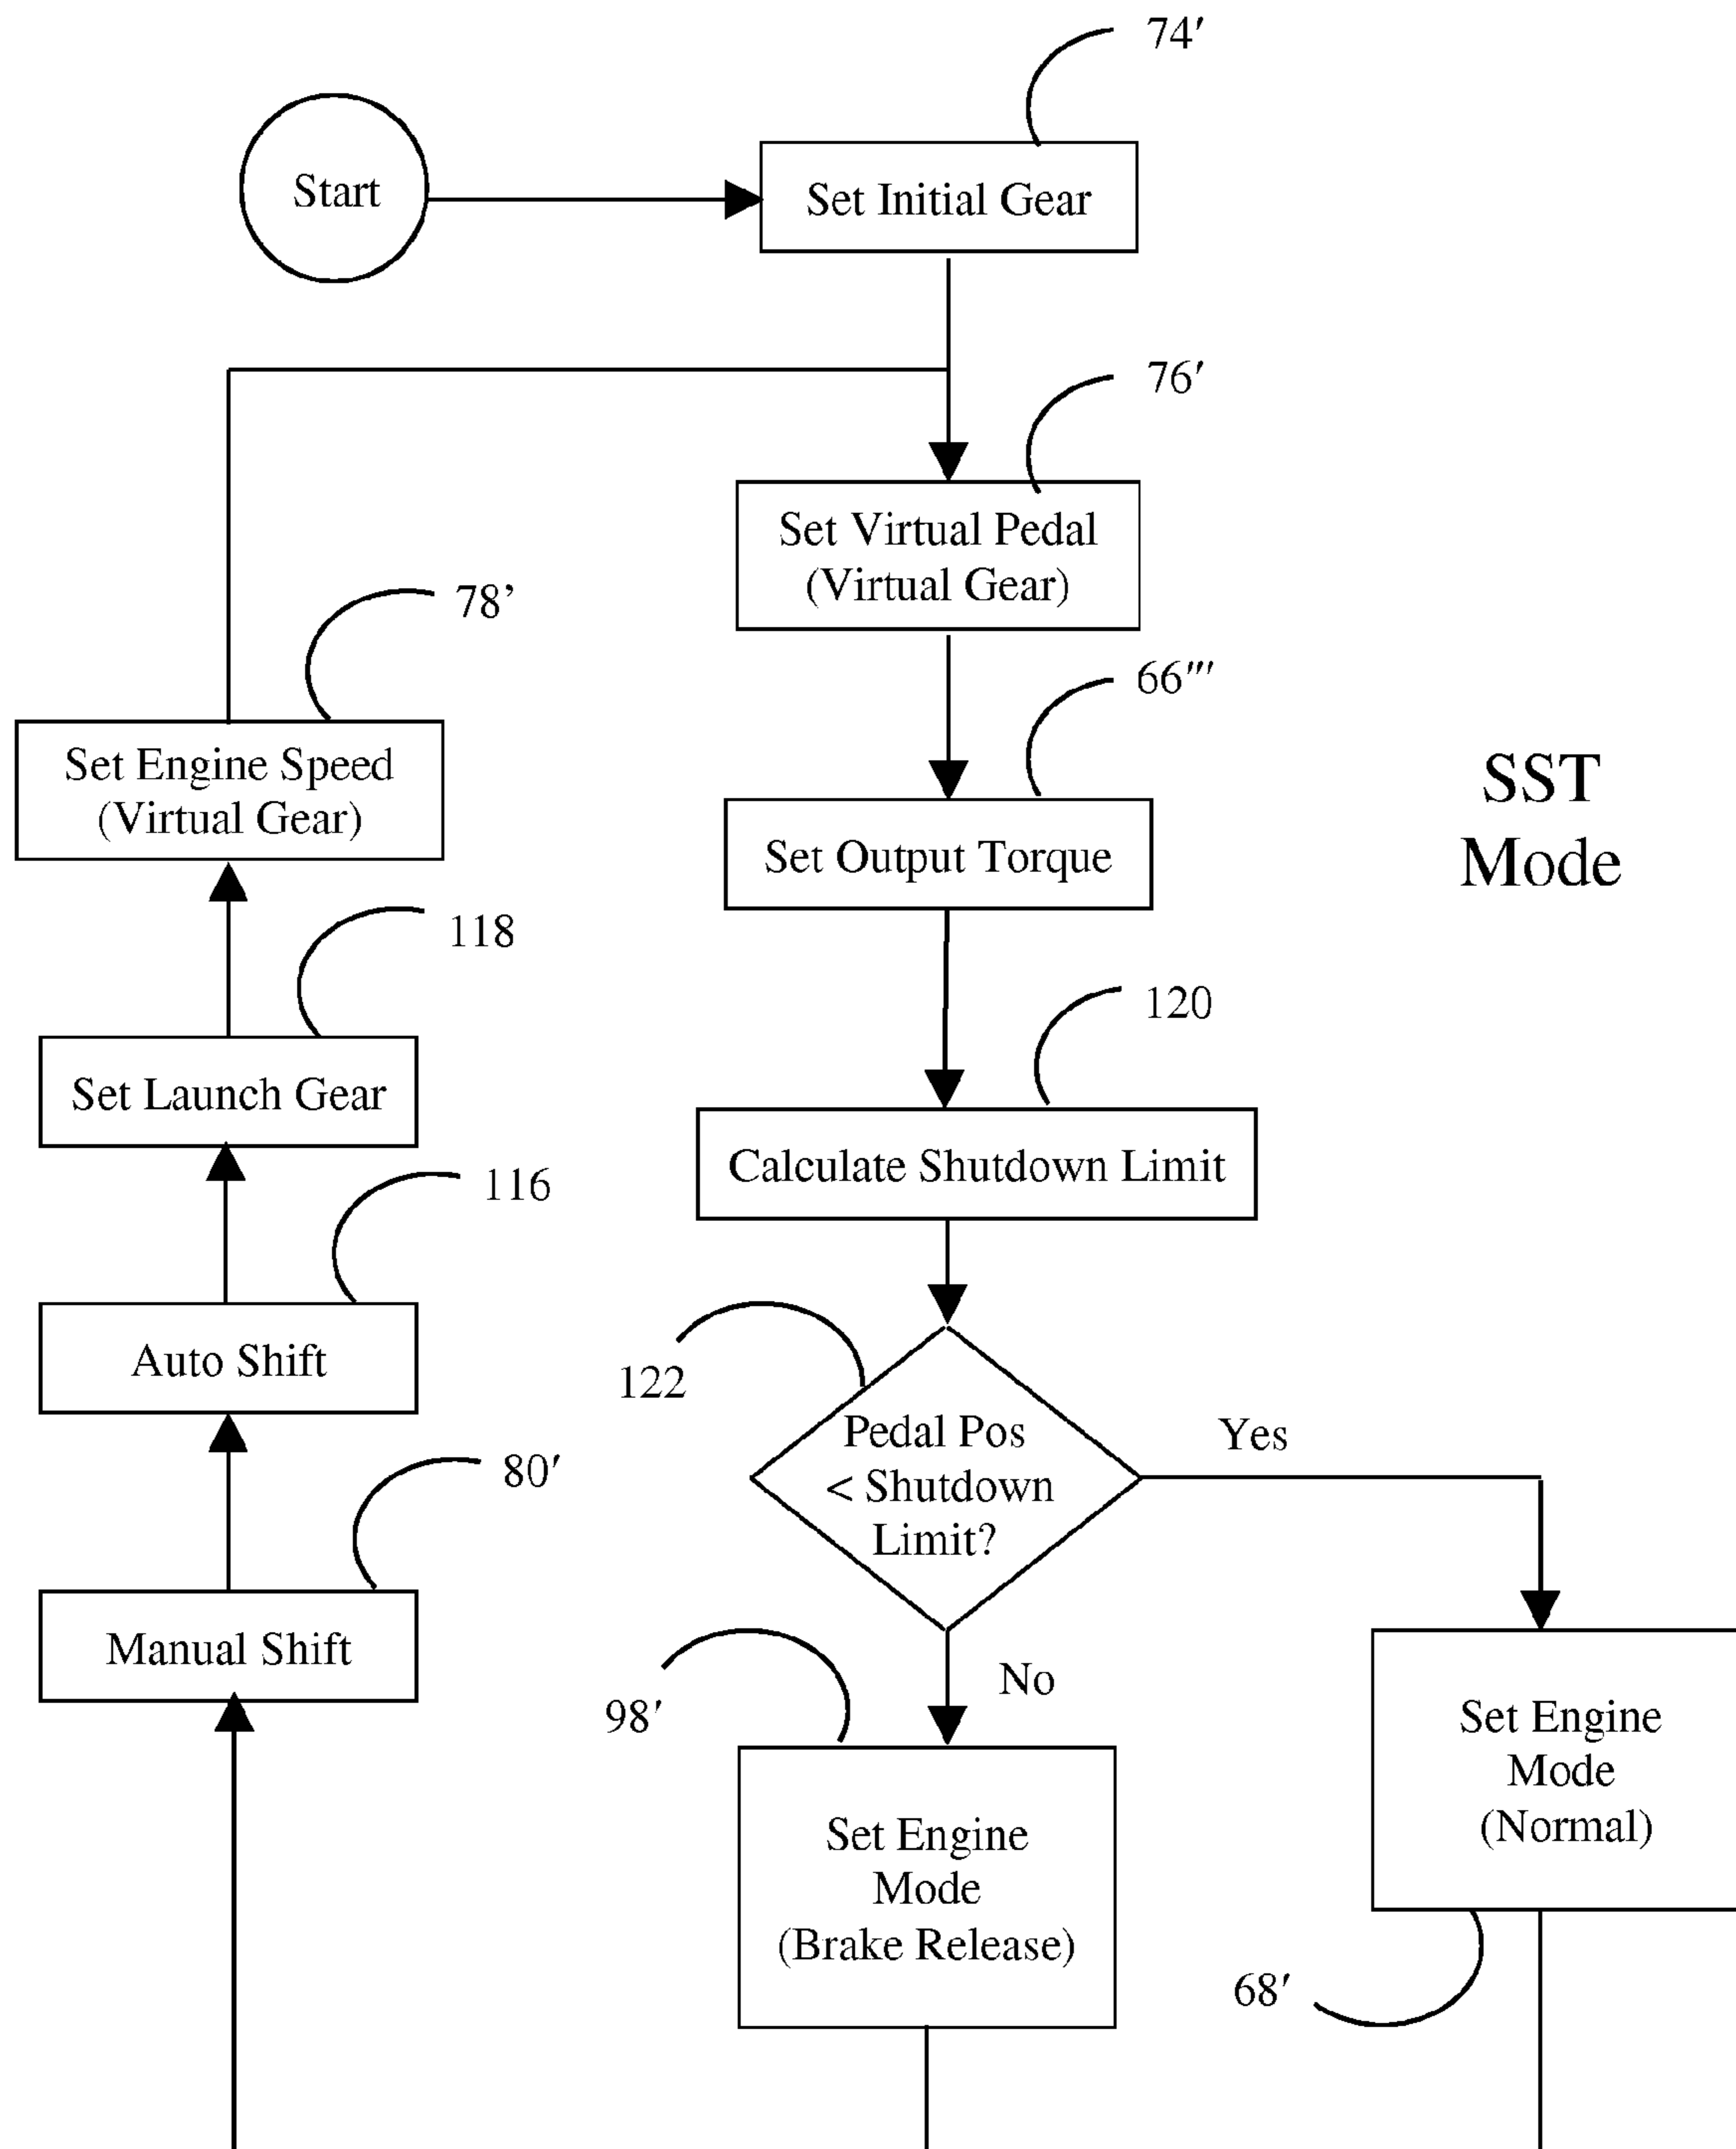 74′
Start
Set Initial Gear
76′
Set Virtual Pedal
(Virtual Gear)
78’
66‴
Set Engine Speed
(Virtual Gear)
SST
Mode
Set Output Torque
118
120
Set Launch Gear
Calculate Shutdown Limit
116
Auto Shift
122
Pedal Pos
< Shutdown
Limit?
Yes
80′
Manual Shift
No
98′
Set Engine
Mode
(Normal)
Set Engine
Mode
(Brake Release)
68′